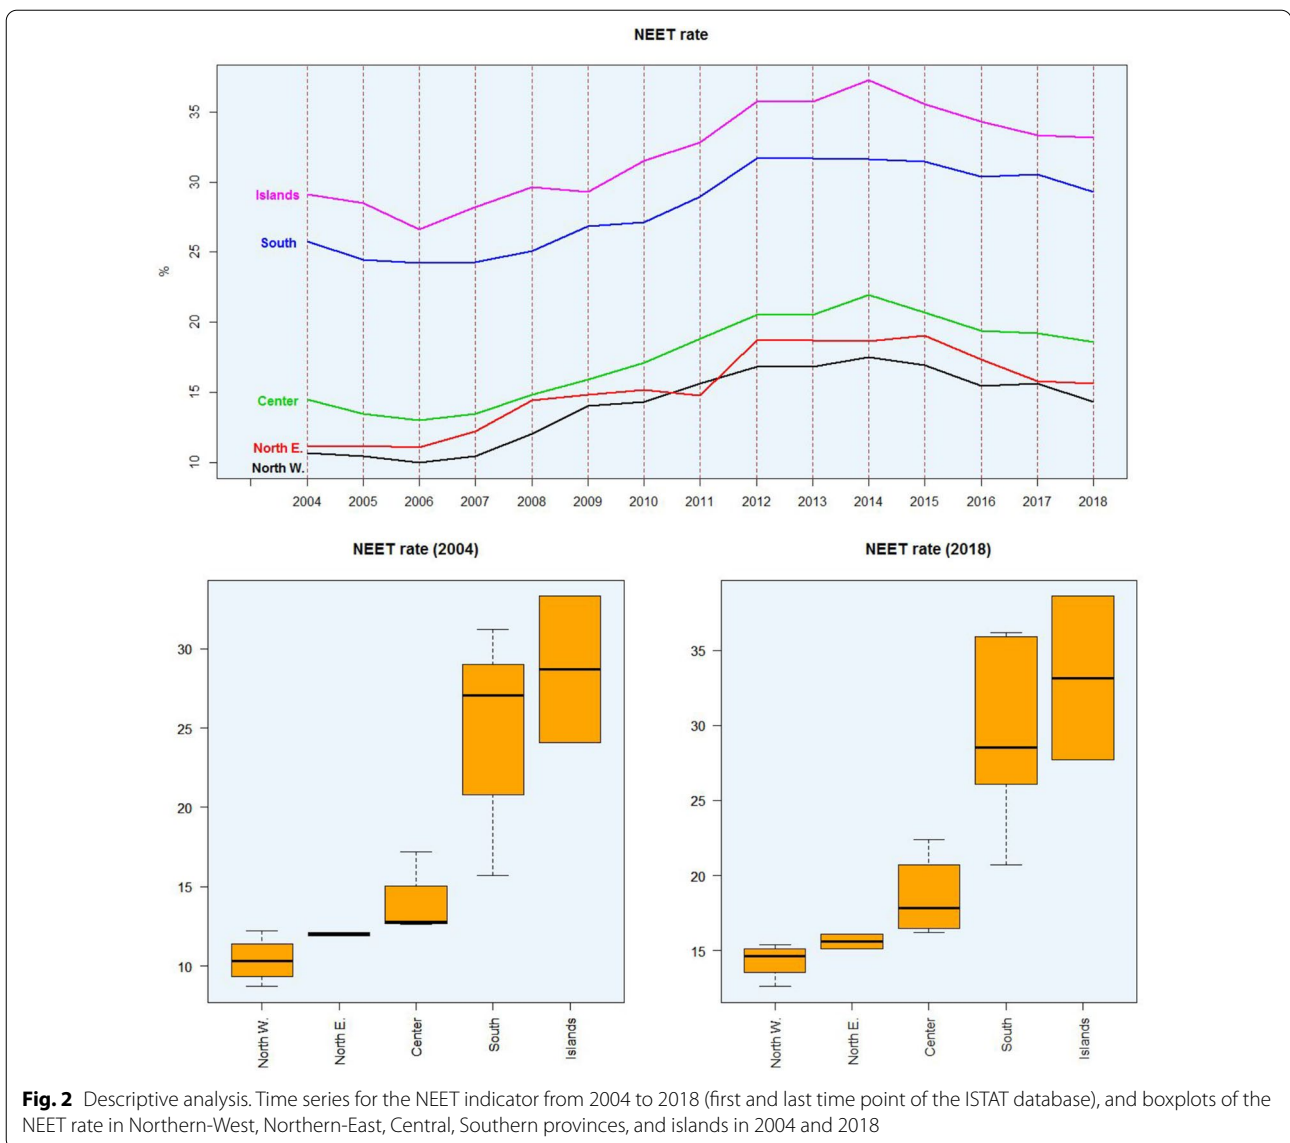 NEET rate
35
30
25
20
15
10
%
Islands
South
Center
North E.
North W.
2004 2005 2006 2007 2008 2009 2010 2011 2012 2013 2014 2015 2016 2017 2018
NEET rate (2004)
30
25
20
15
10
North W.
North E.
Center
South
Islands
NEET rate (2018)
35
30
25
20
15
North W.
North E.
Center
South
Islands
Fig. 2 Descriptive analysis. Time series for the NEET indicator from 2004 to 2018 (first and last time point of the ISTAT database), and boxplots of the
NEET rate in Northern-West, Northern-East, Central, Southern provinces, and islands in 2004 and 2018